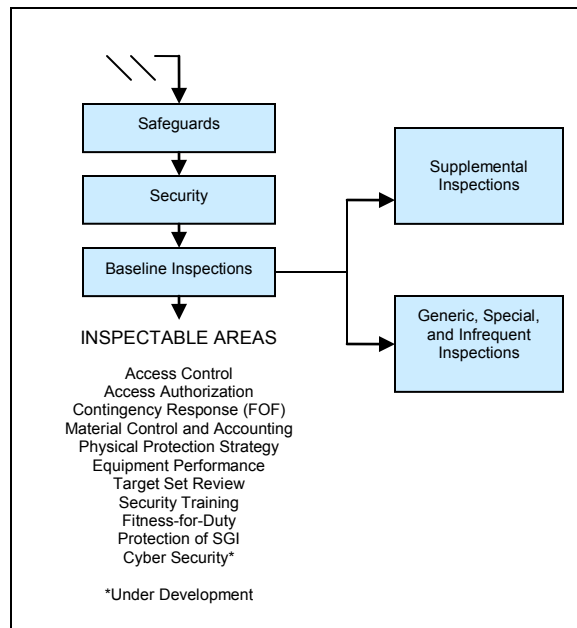 Safeguards
Security
Baseline Inspections
Supplemental
Inspections
Generic, Special,
and Infrequent
Inspections
INSPECTABLE AREAS
Access Control
Access Authorization
Contingency Response (FOF)
Material Control and Accounting
Physical Protection Strategy
Equipment Performance
Target Set Review
Security Training
Fitness-for-Duty
Protection of SGI
Cyber Security*
*Under Development